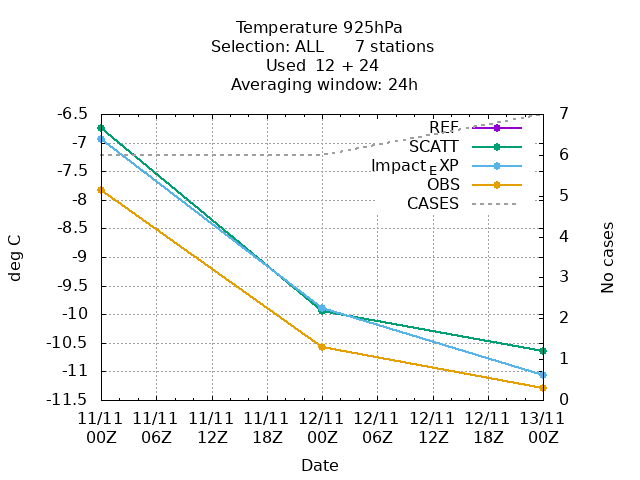 Temperature 925hPa
Selection: ALL 7 stations
Used 12 + 24
Averaging window: 24h
-6.5 7
REF
-7
SCATT
Impact_EXP
-7.5 6
OBS
-8 5
CASES
-8.5 4
-9
-9.5 3
-10 2
-10.5
-11 1
-11.5 0
deg C
No cases
11/11 11/11 11/11 11/11 12/11 12/11 12/11 12/11 13/11
00Z 06Z 12Z 18Z 00Z 06Z 12Z 18Z 00Z
Date